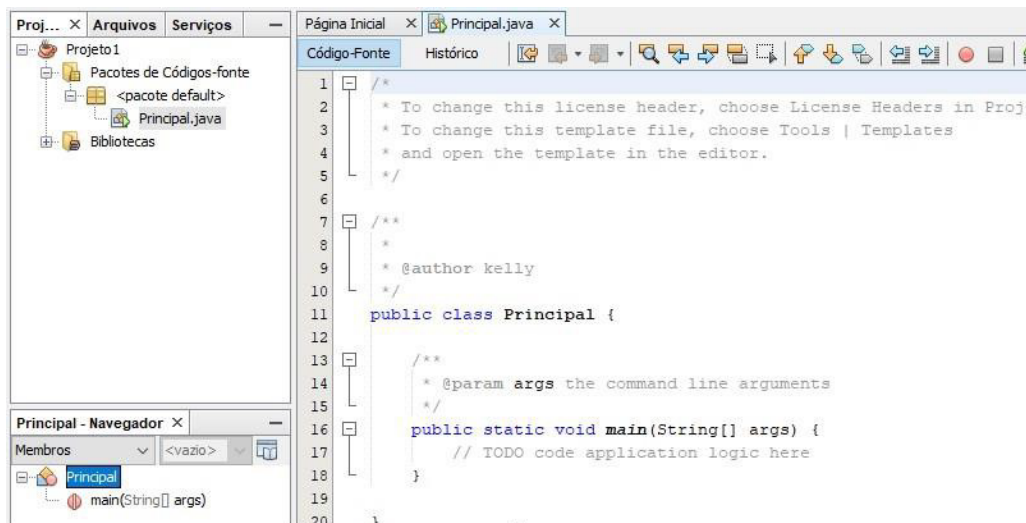 Proj... × Arquivos Serviços —
Projeto1
Pacotes de Códigos-fonte
<pacote default>
Principal.java
Bibliotecas
Principal - Navegador × —
Membros <vazio>
Principal
main(String[] args)
Página Inicial × Principal.java ×
Código-Fonte Histórico
1 /*
2 * To change this license header, choose License Headers in Proj
3 * To change this template file, choose Tools | Templates
4 * and open the template in the editor.
5 */
6
7 /**
8 *
9 * @author kelly
10 */
11 public class Principal {
12
13 /**
14 * @param args the command line arguments
15 */
16 public static void main(String[] args) {
17 // TODO code application logic here
18 }
19
20 }